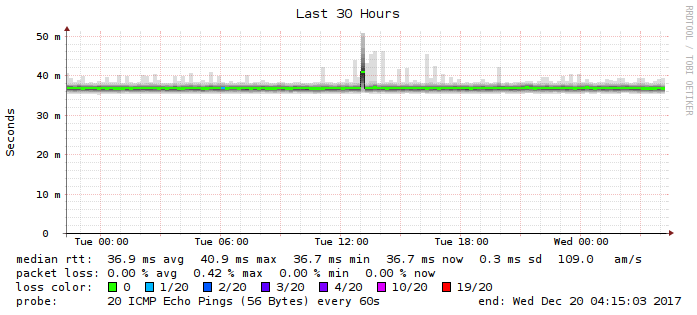 Last 30 Hours
RRDTOOL / TOBI OETIKER
Seconds
50 m
40 m
30 m
20 m
10 m
0
Tue 00:00 Tue 06:00 Tue 12:00 Tue 18:00 Wed 00:00
median rtt: 36.9 ms avg 40.9 ms max 36.7 ms min 36.7 ms now 0.3 ms sd 109.0 am/s
packet loss: 0.00 % avg 0.42 % max 0.00 % min 0.00 % now
loss color: 0 1/20 2/20 3/20 4/20 10/20 19/20
probe: 20 ICMP Echo Pings (56 Bytes) every 60s end: Wed Dec 20 04:15:03 2017